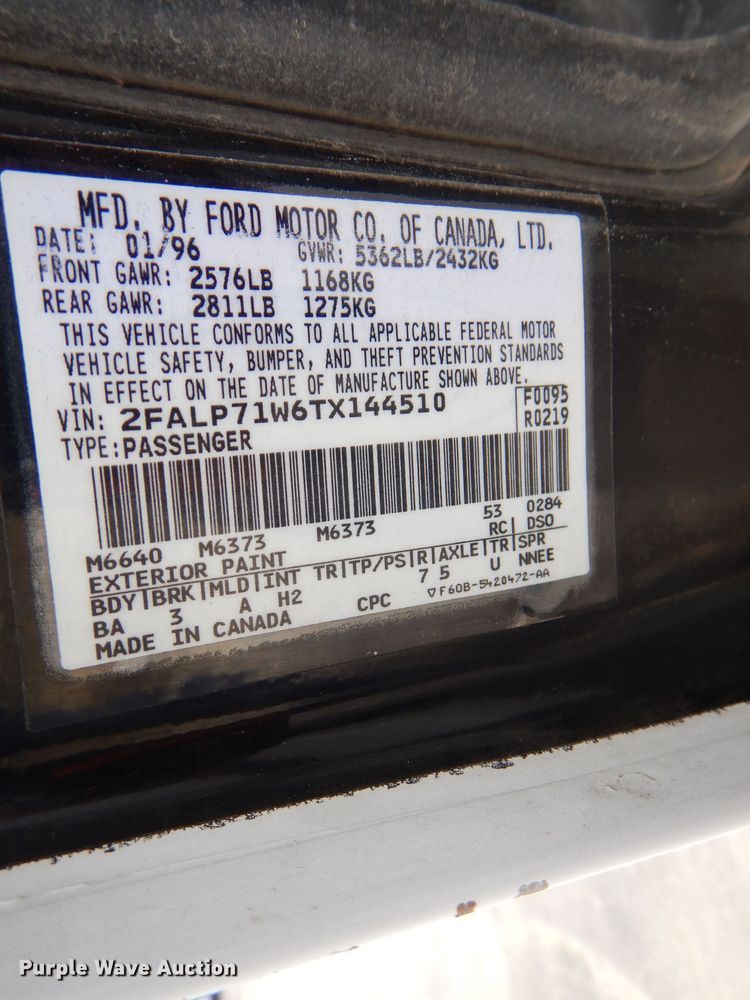 MFD. BY FORD MOTOR CO. OF CANADA, LTD.
DATE: 01/96 GVWR: 5362LB/2432KG
FRONT GAWR: 2576LB 1168KG
REAR GAWR: 2811LB 1275KG
THIS VEHICLE CONFORMS TO ALL APPLICABLE FEDERAL MOTOR
VEHICLE SAFETY, BUMPER, AND THEFT PREVENTION STANDARDS
IN EFFECT ON THE DATE OF MANUFACTURE SHOWN ABOVE.
VIN: 2FALP71W6TX144510 F0095
TYPE: PASSENGER R0219
M6640 M6373 M6373 53 0284
EXTERIOR PAINT RC| DSO
BDY|BRK|MLD|INT TR|TP/PS|R|AXLE|TR|SPR
BA 3 A H2 CPC 7 5 U NNEE
MADE IN CANADA ▽F60B-5420472-AA
Purple Wave Auction